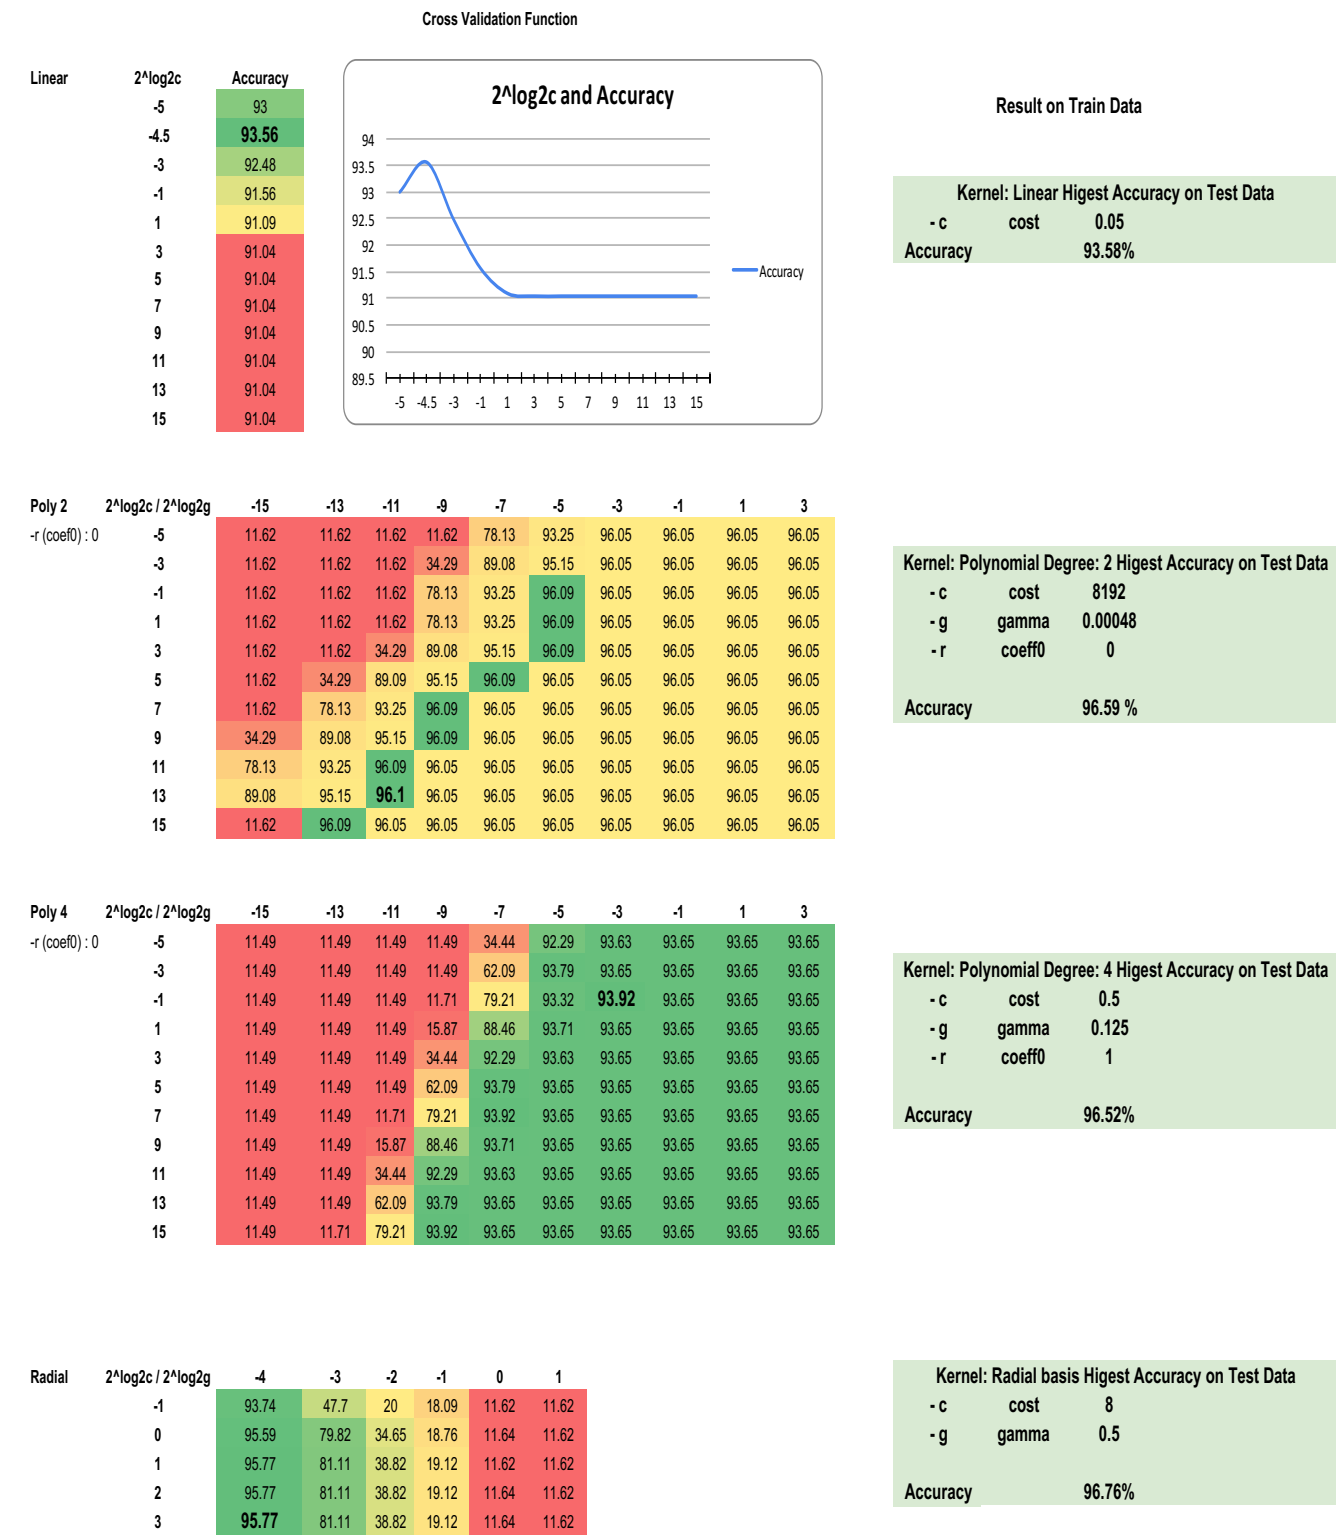 Cross Validation Function
Linear 2^log2c Accuracy
-5 93
-4.5 93.56
-3 92.48
-1 91.56
1 91.09
3 91.04
5 91.04
7 91.04
9 91.04
11 91.04
13 91.04
15 91.04
2^log2c and Accuracy
94
93.5
93
92.5
92
91.5
91
90.5
90
89.5
-5 -4.5 -3 -1 1 3 5 7 9 11 13 15
Accuracy
Result on Train Data
Kernel: Linear Higest Accuracy on Test Data
- c cost 0.05
Accuracy 93.58%
Poly 2 2^log2c / 2^log2g -15 -13 -11 -9 -7 -5 -3 -1 1 3
-r (coef0) : 0 -5 11.62 11.62 11.62 11.62 78.13 93.25 96.05 96.05 96.05 96.05
-3 11.62 11.62 11.62 34.29 89.08 95.15 96.05 96.05 96.05 96.05
-1 11.62 11.62 11.62 78.13 93.25 96.09 96.05 96.05 96.05 96.05
1 11.62 11.62 11.62 78.13 93.25 96.09 96.05 96.05 96.05 96.05
3 11.62 11.62 34.29 89.08 95.15 96.09 96.05 96.05 96.05 96.05
5 11.62 34.29 89.09 95.15 96.09 96.05 96.05 96.05 96.05 96.05
7 11.62 78.13 93.25 96.09 96.05 96.05 96.05 96.05 96.05 96.05
9 34.29 89.08 95.15 96.09 96.05 96.05 96.05 96.05 96.05 96.05
11 78.13 93.25 96.09 96.05 96.05 96.05 96.05 96.05 96.05 96.05
13 89.08 95.15 96.1 96.05 96.05 96.05 96.05 96.05 96.05 96.05
15 11.62 96.09 96.05 96.05 96.05 96.05 96.05 96.05 96.05 96.05
Kernel: Polynomial Degree: 2 Higest Accuracy on Test Data
- c cost 8192
- g gamma 0.00048
- r coeff0 0
Accuracy 96.59 %
Poly 4 2^log2c / 2^log2g -15 -13 -11 -9 -7 -5 -3 -1 1 3
-r (coef0) : 0 -5 11.49 11.49 11.49 11.49 34.44 92.29 93.63 93.65 93.65 93.65
-3 11.49 11.49 11.49 11.49 62.09 93.79 93.65 93.65 93.65 93.65
-1 11.49 11.49 11.49 11.71 79.21 93.32 93.92 93.65 93.65 93.65
1 11.49 11.49 11.49 15.87 88.46 93.71 93.65 93.65 93.65 93.65
3 11.49 11.49 11.49 34.44 92.29 93.63 93.65 93.65 93.65 93.65
5 11.49 11.49 11.49 62.09 93.79 93.65 93.65 93.65 93.65 93.65
7 11.49 11.49 11.71 79.21 93.92 93.65 93.65 93.65 93.65 93.65
9 11.49 11.49 15.87 88.46 93.71 93.65 93.65 93.65 93.65 93.65
11 11.49 11.49 34.44 92.29 93.63 93.65 93.65 93.65 93.65 93.65
13 11.49 11.49 62.09 93.79 93.65 93.65 93.65 93.65 93.65 93.65
15 11.49 11.71 79.21 93.92 93.65 93.65 93.65 93.65 93.65 93.65
Kernel: Polynomial Degree: 4 Higest Accuracy on Test Data
- c cost 0.5
- g gamma 0.125
- r coeff0 1
Accuracy 96.52%
Radial 2^log2c / 2^log2g -4 -3 -2 -1 0 1
-1 93.74 47.7 20 18.09 11.62 11.62
0 95.59 79.82 34.65 18.76 11.64 11.62
1 95.77 81.11 38.82 19.12 11.62 11.62
2 95.77 81.11 38.82 19.12 11.64 11.62
3 95.77 81.11 38.82 19.12 11.64 11.62
Kernel: Radial basis Higest Accuracy on Test Data
- c cost 8
- g gamma 0.5
Accuracy 96.76%